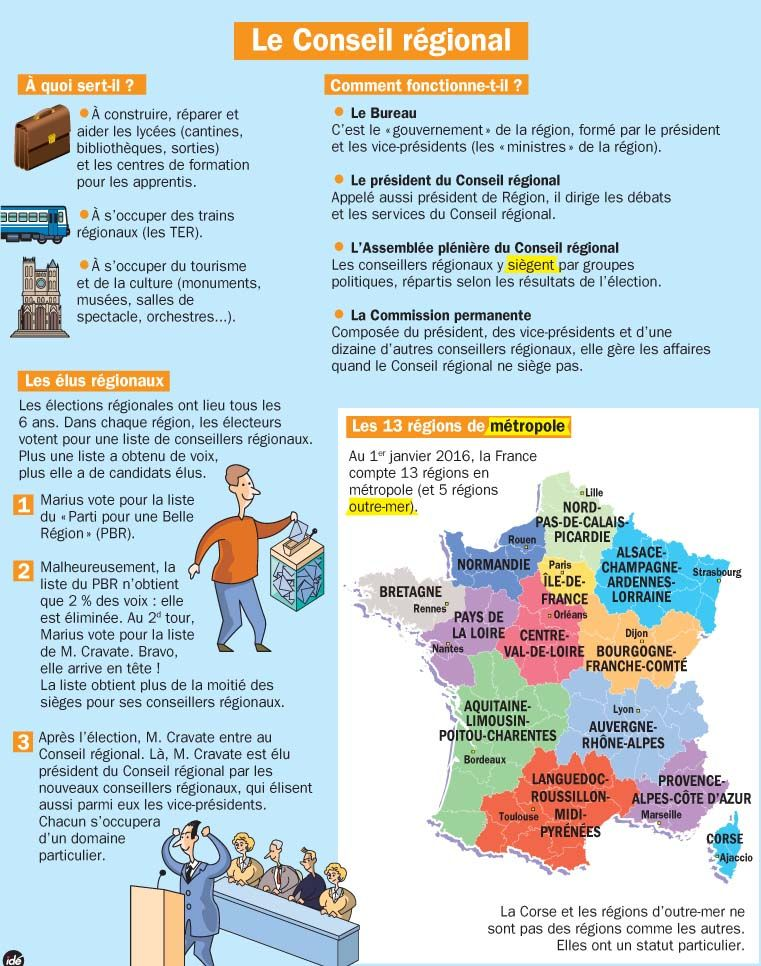 Le Conseil régional
À quoi sert-il ?
À construire, réparer et
aider les lycées (cantines,
bibliothèques, sorties)
et les centres de formation
pour les apprentis.
À s'occuper des trains
régionaux (les TER).
À s'occuper du tourisme
et de la culture (monuments,
musées, salles de
spectacle, orchestres...).
Comment fonctionne-t-il ?
Le Bureau
C'est le «gouvernement» de la région, formé par le président
et les vice-présidents (les «ministres» de la région).
Le président du Conseil régional
Appelé aussi président de Région, il dirige les débats
et les services du Conseil régional.
L'Assemblée plénière du Conseil régional
Les conseillers régionaux y siègent par groupes
politiques, répartis selon les résultats de l'élection.
La Commission permanente
Composée du président, des vice-présidents et d'une
dizaine d'autres conseillers régionaux, elle gère les affaires
quand le Conseil régional ne siège pas.
Les élus régionaux
Les élections régionales ont lieu tous les
6 ans. Dans chaque région, les électeurs
votent pour une liste de conseillers régionaux.
Plus une liste a obtenu de voix,
plus elle a de candidats élus.
1 Marius vote pour la liste
du «Parti pour une Belle
Région» (PBR).
2 Malheureusement, la
liste du PBR n'obtient
que 2 % des voix : elle
est éliminée. Au 2d tour,
Marius vote pour la liste
de M. Cravate. Bravo,
elle arrive en tête !
La liste obtient plus de la moitié des
sièges pour ses conseillers régionaux.
3 Après l'élection, M. Cravate entre au
Conseil régional. Là, M. Cravate est élu
président du Conseil régional par les
nouveaux conseillers régionaux, qui élisent
aussi parmi eux les vice-présidents.
Chacun s'occupera
d'un domaine
particulier.
Les 13 régions de métropole
Au 1er janvier 2016, la France
compte 13 régions en
métropole (et 5 régions
outre-mer).
Lille
NORD-
PAS-DE-CALAIS-
PICARDIE
Rouen
NORMANDIE
Paris
ÎLE-DE-
FRANCE
ALSACE-
CHAMPAGNE-
ARDENNES-
LORRAINE
Strasbourg
BRETAGNE
Rennes
PAYS DE
LA LOIRE
Nantes
Orléans
CENTRE-
VAL-DE-LOIRE
Dijon
BOURGOGNE-
FRANCHE-COMTÉ
AQUITAINE-
LIMOUSIN-
POITOU-CHARENTES
Bordeaux
Lyon
AUVERGNE-
RHÔNE-ALPES
LANGUEDOC-
ROUSSILLON-
MIDI-
PYRÉNÉES
Toulouse
PROVENCE-
ALPES-CÔTE D'AZUR
Marseille
CORSE
Ajaccio
La Corse et les régions d'outre-mer ne
sont pas des régions comme les autres.
Elles ont un statut particulier.
idé